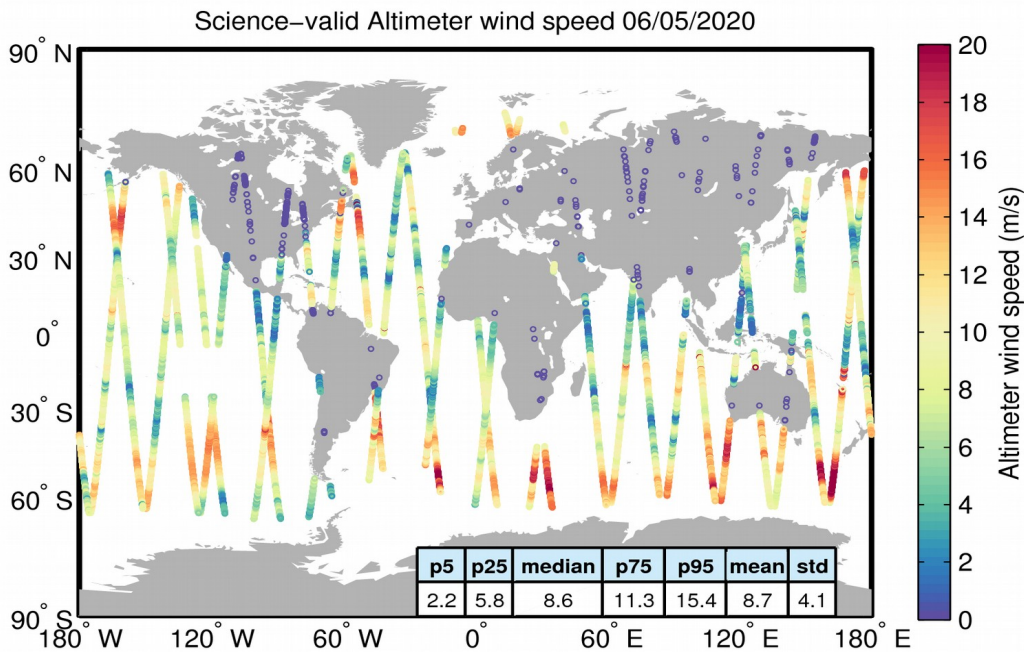 Science−valid Altimeter wind speed 06/05/2020
90° N
60° N
30° N
0°
30° S
60° S
90° S
180° W
120° W
60° W
0°
60° E
120° E
180° E
p5 p25 median p75 p95 mean std
2.2 5.8 8.6 11.3 15.4 8.7 4.1
20
18
16
14
12
10
8
6
4
2
0
Altimeter wind speed (m/s)